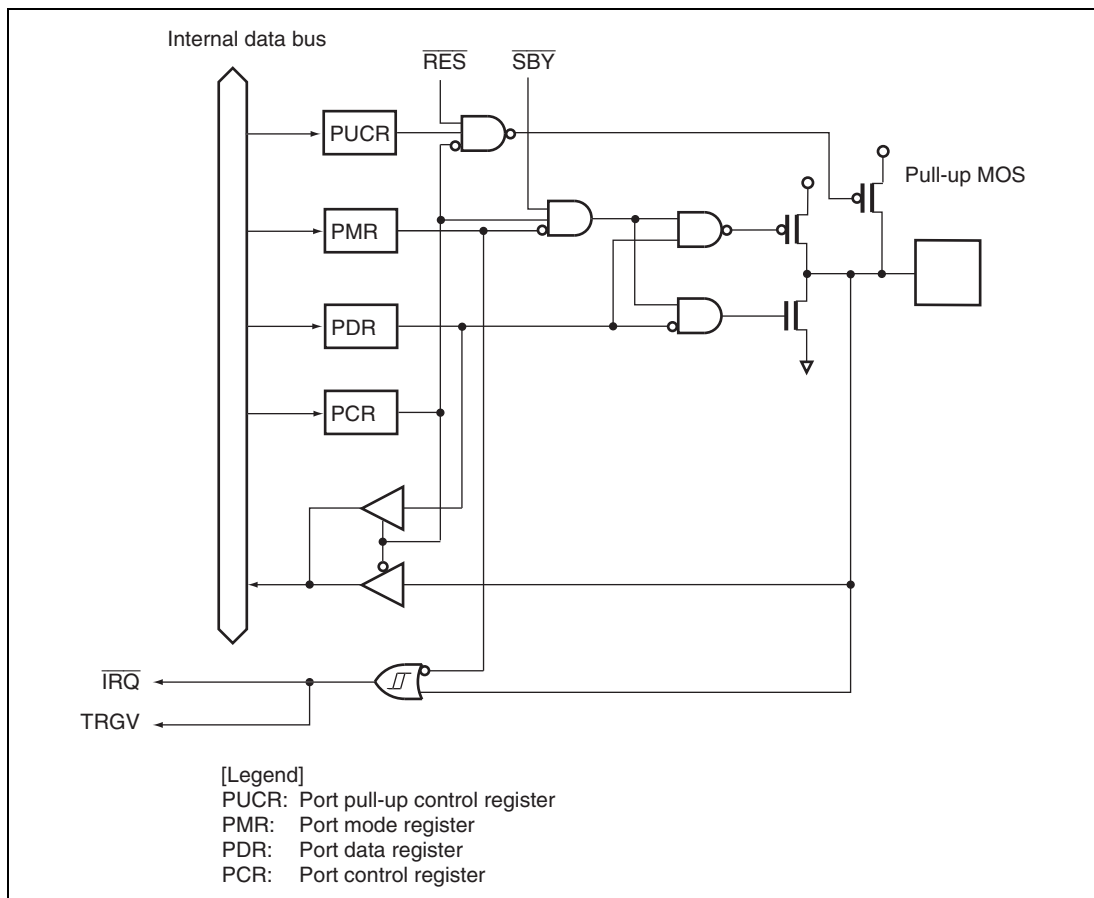 Internal data bus
RES
SBY
PUCR
Pull-up MOS
PMR
PDR
PCR
IRQ
TRGV
[Legend]
PUCR: Port pull-up control register
PMR: Port mode register
PDR: Port data register
PCR: Port control register